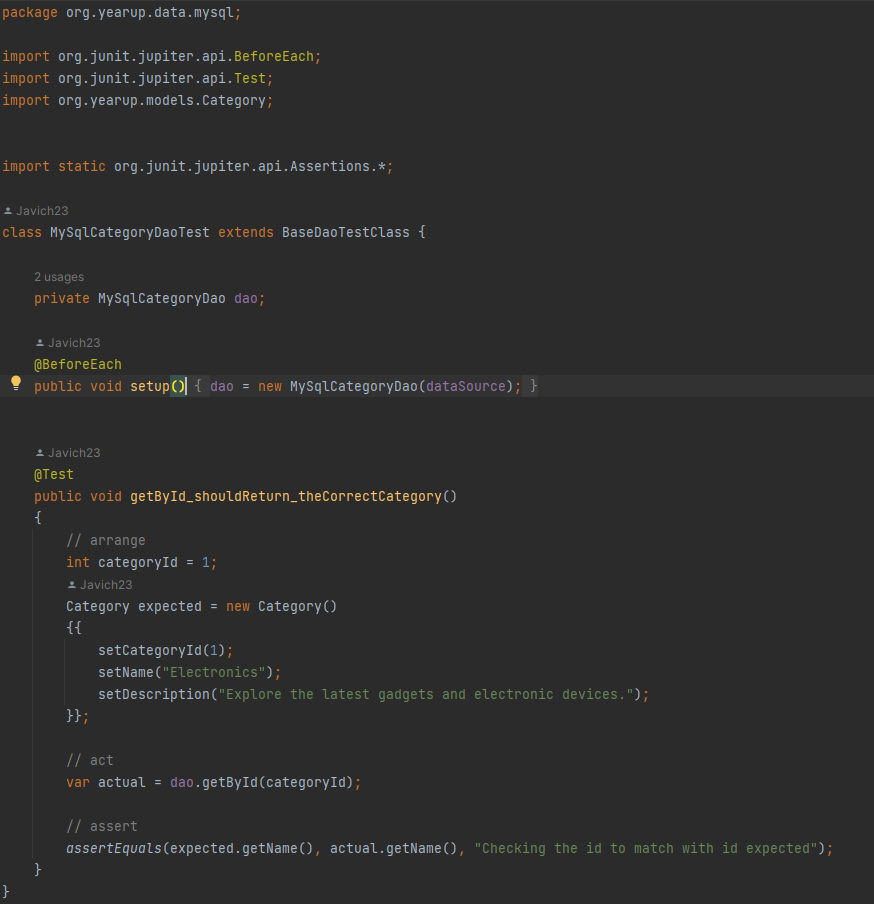 package org.yearup.data.mysql;
import org.junit.jupiter.api.BeforeEach;
import org.junit.jupiter.api.Test;
import org.yearup.models.Category;
import static org.junit.jupiter.api.Assertions.*;
Javich23
class MySqlCategoryDaoTest extends BaseDaoTestClass {
2 usages
private MySqlCategoryDao dao;
Javich23
@BeforeEach
public void setup() { dao = new MySqlCategoryDao(dataSource); }
Javich23
@Test
public void getById_shouldReturn_theCorrectCategory()
{
// arrange
int categoryId = 1;
Javich23
Category expected = new Category()
{{
setCategoryId(1);
setName("Electronics");
setDescription("Explore the latest gadgets and electronic devices.");
}};
// act
var actual = dao.getById(categoryId);
// assert
assertEquals(expected.getName(), actual.getName(), "Checking the id to match with id expected");
}
}